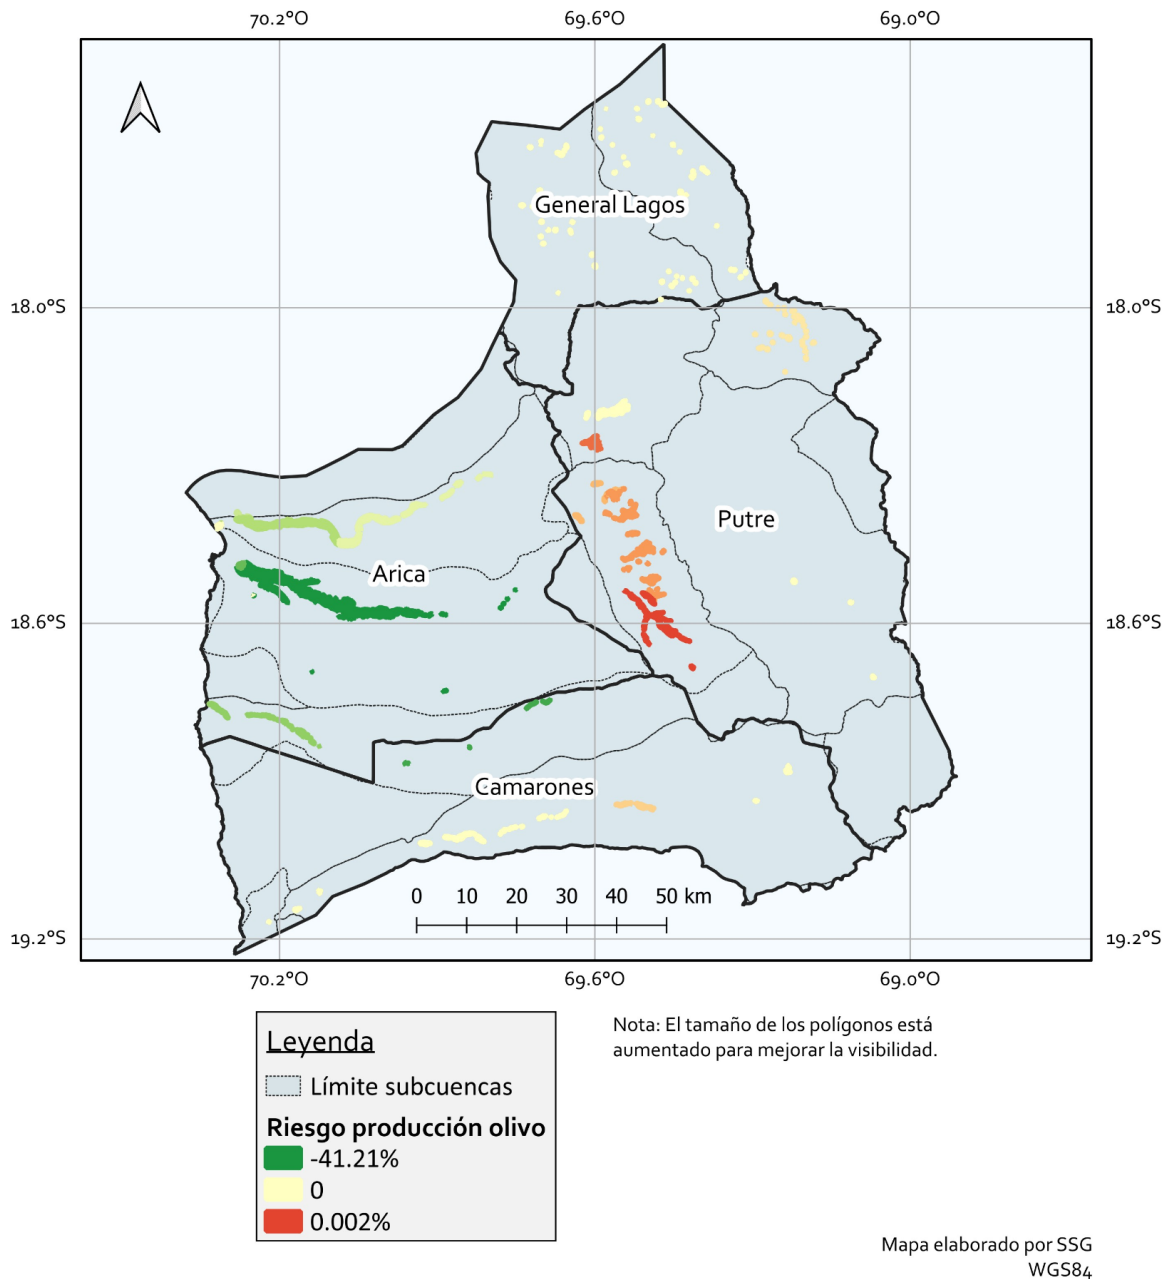 70.2°O 69.6°O 69.0°O
General Lagos
18.0°S 18.0°S
Putre
Arica
18.6°S 18.6°S
Camarones
0 10 20 30 40 50 km
19.2°S 19.2°S
70.2°O 69.6°O 69.0°O
Leyenda
Límite subcuencas
Riesgo producción olivo
-41.21%
0
0.002%
Nota: El tamaño de los polígonos está
aumentado para mejorar la visibilidad.
Mapa elaborado por SSG
WGS84